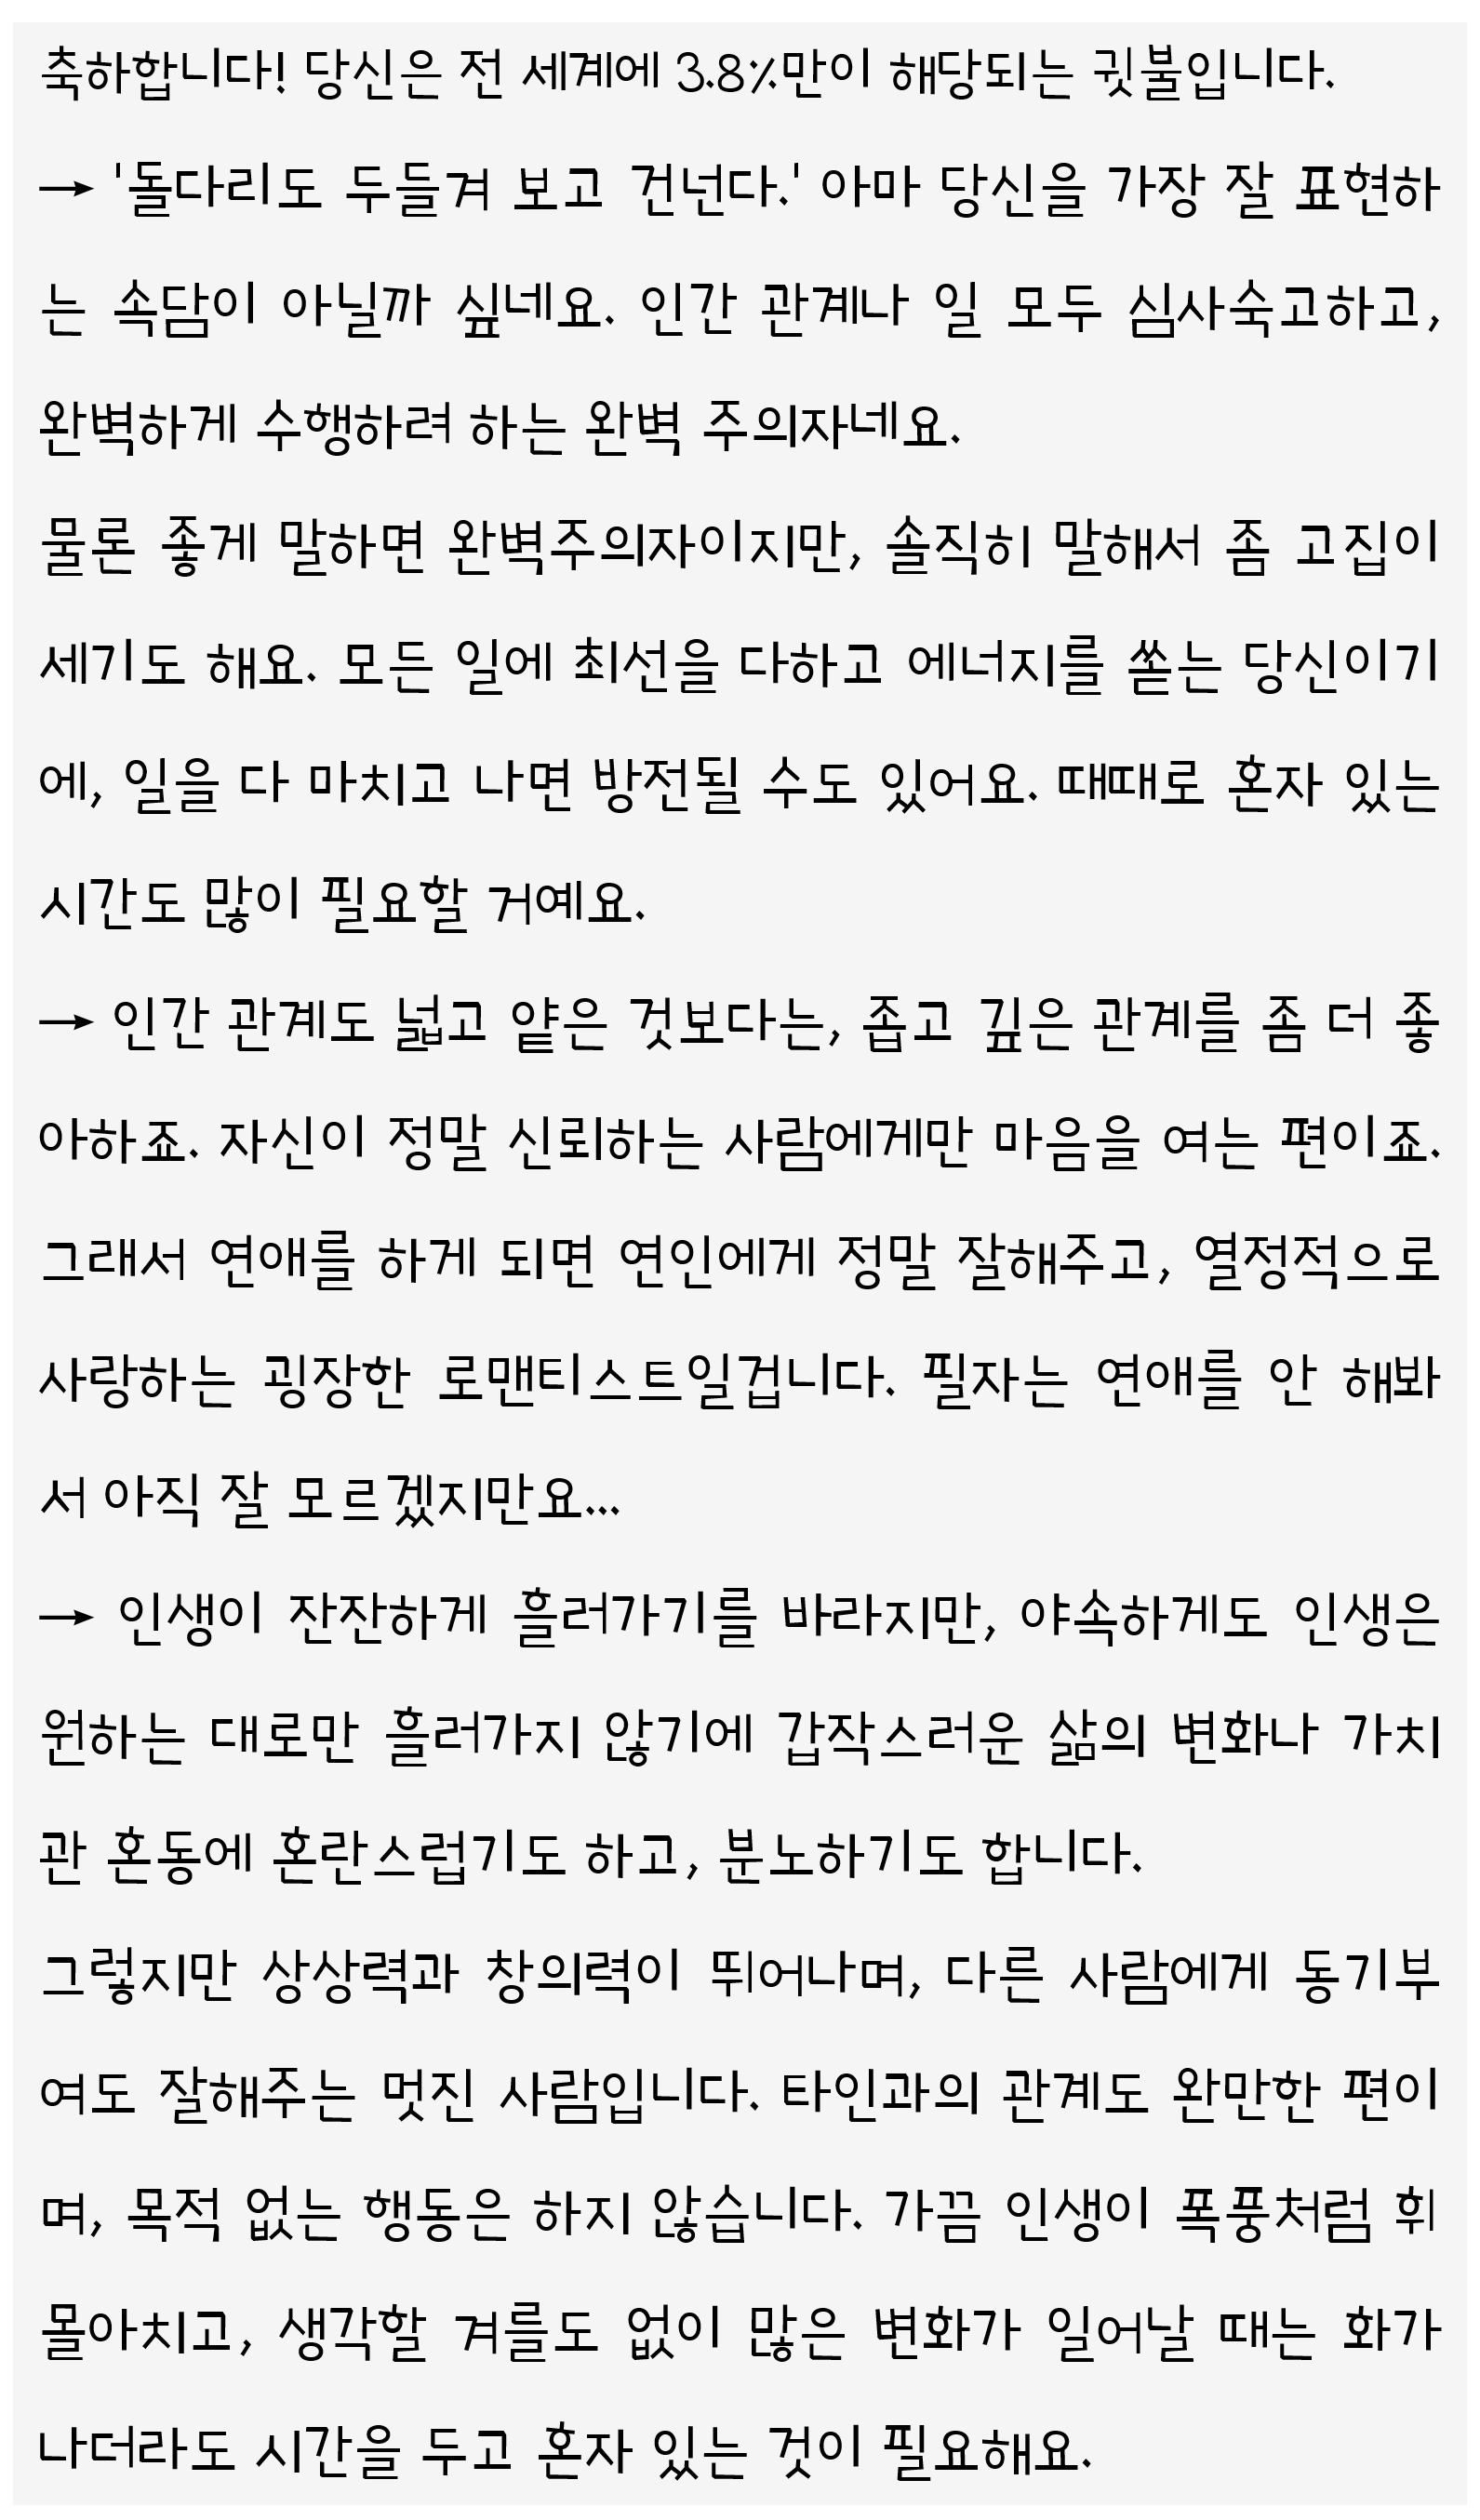 축하합니다! 당신은 전 세계에 3.8%만이 해당되는 귓불입니다.
→ '돌다리도 두들겨 보고 건넌다.' 아마 당신을 가장 잘 표현하
는 속담이 아닐까 싶네요. 인간 관계나 일 모두 심사숙고하고,
완벽하게 수행하려 하는 완벽 주의자네요.
물론 좋게 말하면 완벽주의자이지만, 솔직히 말해서 좀 고집이
세기도 해요. 모든 일에 최선을 다하고 에너지를 쏟는 당신이기
에, 일을 다 마치고 나면 방전될 수도 있어요. 때때로 혼자 있는
시간도 많이 필요할 거예요.
→ 인간 관계도 넓고 얕은 것보다는, 좁고 깊은 관계를 좀 더 좋
아하죠. 자신이 정말 신뢰하는 사람에게만 마음을 여는 편이죠.
그래서 연애를 하게 되면 연인에게 정말 잘해주고, 열정적으로
사랑하는 굉장한 로맨티스트일겁니다. 필자는 연애를 안 해봐
서 아직 잘 모르겠지만요...
→ 인생이 잔잔하게 흘러가기를 바라지만, 야속하게도 인생은
원하는 대로만 흘러가지 않기에 갑작스러운 삶의 변화나 가치
관 혼동에 혼란스럽기도 하고, 분노하기도 합니다.
그렇지만 상상력과 창의력이 뛰어나며, 다른 사람에게 동기부
여도 잘해주는 멋진 사람입니다. 타인과의 관계도 완만한 편이
며, 목적 없는 행동은 하지 않습니다. 가끔 인생이 폭풍처럼 휘
몰아치고, 생각할 겨를도 없이 많은 변화가 일어날 때는 화가
나더라도 시간을 두고 혼자 있는 것이 필요해요.